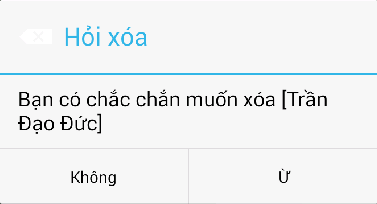 Hỏi xóa
Bạn có chắc chắn muốn xóa [Trần
Đạo Đức]
Không
Ừ